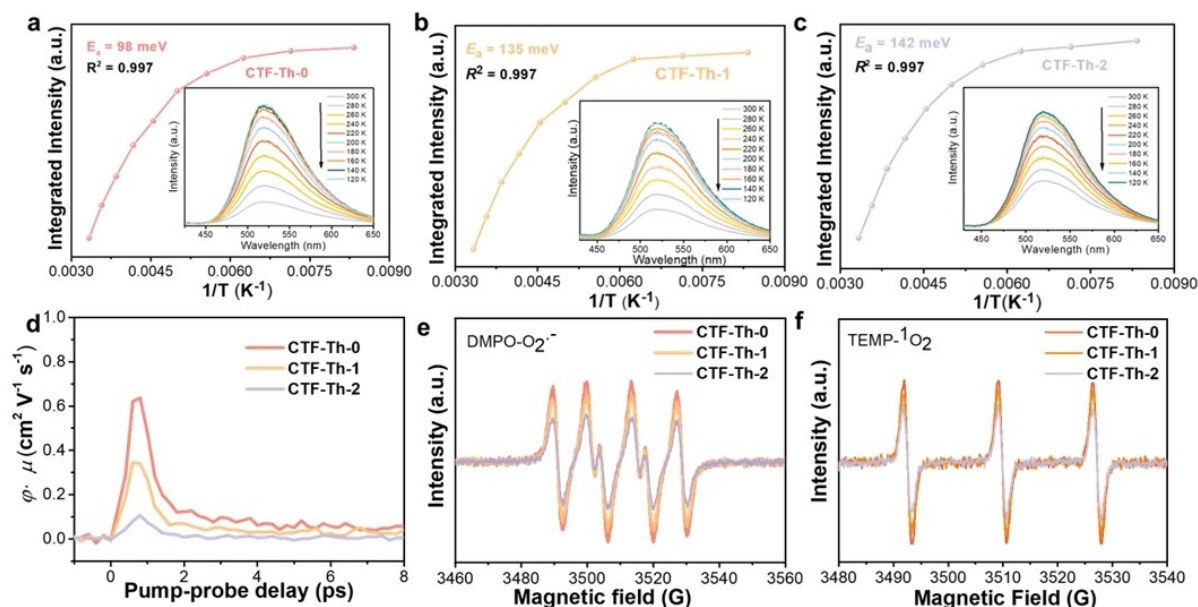 a
Integrated Intensity (a.u.)
E_a = 98 meV
R² = 0.997
CTF-Th-0
Intensity (a.u.)
300 K
280 K
260 K
240 K
220 K
200 K
180 K
160 K
140 K
120 K
450 500 550 600 650
Wavelength (nm)
0.0030 0.0045 0.0060 0.0075 0.0090
1/T (K⁻¹)
b
Integrated Intensity (a.u.)
E_a = 135 meV
R² = 0.997
CTF-Th-1
Intensity (a.u.)
300 K
280 K
260 K
240 K
220 K
200 K
180 K
160 K
140 K
120 K
450 500 550 600 650
Wavelength (nm)
0.0030 0.0045 0.0060 0.0075 0.0090
1/T (K⁻¹)
c
Integrated Intensity (a.u.)
E_a = 142 meV
R² = 0.997
CTF-Th-2
Intensity (a.u.)
300 K
280 K
260 K
240 K
220 K
200 K
180 K
160 K
140 K
120 K
450 500 550 600 650
Wavelength (nm)
0.0030 0.0045 0.0060 0.0075 0.0090
1/T(K⁻¹)
d
φ· μ (cm² V⁻¹ s⁻¹)
1.0
0.8
0.6
0.4
0.2
0.0
CTF-Th-0
CTF-Th-1
CTF-Th-2
0 2 4 6 8
Pump-probe delay (ps)
e
Intensity (a.u.)
DMPO-O₂·⁻
CTF-Th-0
CTF-Th-1
CTF-Th-2
3460 3480 3500 3520 3540 3560
Magnetic field (G)
f
Intensity (a.u.)
TEMP-¹O₂
CTF-Th-0
CTF-Th-1
CTF-Th-2
3480 3490 3500 3510 3520 3530 3540
Magnetic Field (G)